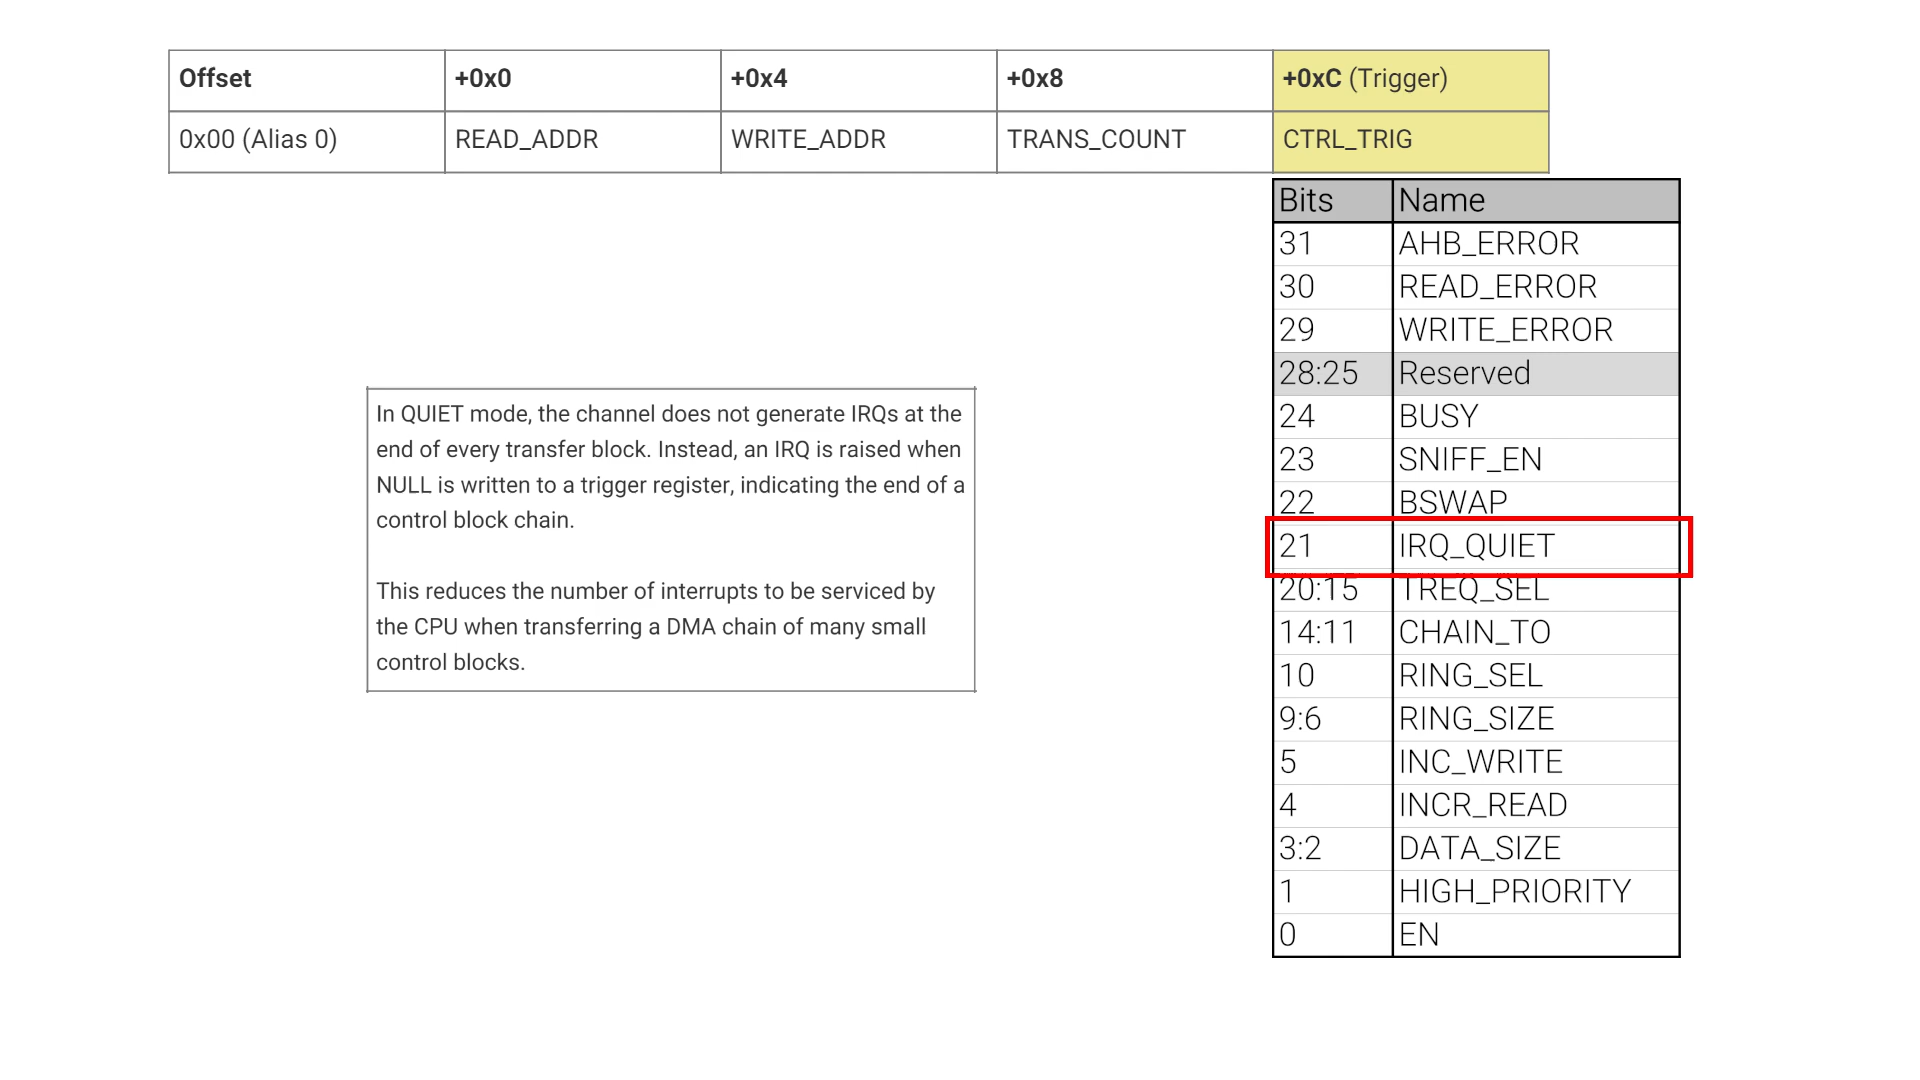 Offset +0x0 +0x4 +0x8 +0xC (Trigger)
0x00 (Alias 0) READ_ADDR WRITE_ADDR TRANS_COUNT CTRL_TRIG
Bits Name
31 AHB_ERROR
30 READ_ERROR
29 WRITE_ERROR
28:25 Reserved
24 BUSY
23 SNIFF_EN
22 BSWAP
21 IRQ_QUIET
20:15 TREQ_SEL
14:11 CHAIN_TO
10 RING_SEL
9:6 RING_SIZE
5 INC_WRITE
4 INCR_READ
3:2 DATA_SIZE
1 HIGH_PRIORITY
0 EN
In QUIET mode, the channel does not generate IRQs at the
end of every transfer block. Instead, an IRQ is raised when
NULL is written to a trigger register, indicating the end of a
control block chain.
This reduces the number of interrupts to be serviced by
the CPU when transferring a DMA chain of many small
control blocks.